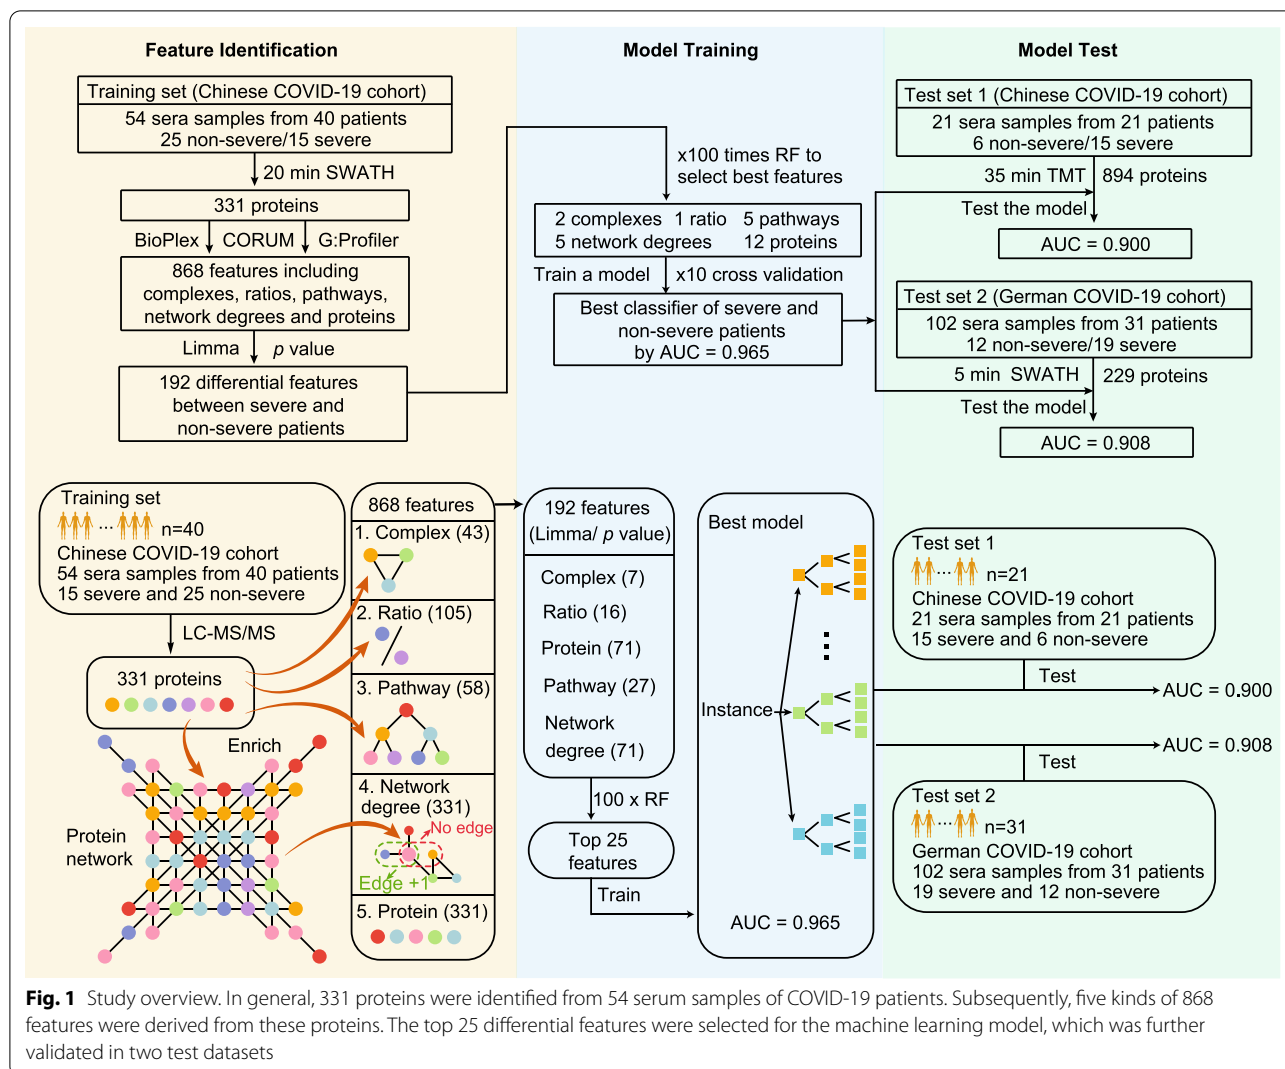 Feature Identification
Training set (Chinese COVID-19 cohort)
54 sera samples from 40 patients
25 non-severe/15 severe
20 min SWATH
331 proteins
BioPlex CORUM G:Profiler
868 features including
complexes, ratios, pathways,
network degrees and proteins
Limma p value
192 differential features
between severe and
non-severe patients
Model Training
x100 times RF to
select best features
2 complexes 1 ratio 5 pathways
5 network degrees 12 proteins
Train a model x10 cross validation
Best classifier of severe and
non-severe patients
by AUC = 0.965
Model Test
Test set 1 (Chinese COVID-19 cohort)
21 sera samples from 21 patients
6 non-severe/15 severe
35 min TMT 894 proteins
Test the model
AUC = 0.900
Test set 2 (German COVID-19 cohort)
102 sera samples from 31 patients
12 non-severe/19 severe
5 min SWATH 229 proteins
Test the model
AUC = 0.908
Training set
... n=40
Chinese COVID-19 cohort
54 sera samples from 40 patients
15 severe and 25 non-severe
LC-MS/MS
331 proteins
Enrich
Protein
network
868 features
1. Complex (43)
2. Ratio (105)
3. Pathway (58)
4. Network
degree (331)
No edge
Edge +1
5. Protein (331)
192 features
(Limma/ p value)
Complex (7)
Ratio (16)
Protein (71)
Pathway (27)
Network
degree (71)
100 x RF
Top 25
features
Train
Best model
Instance
AUC = 0.965
Test set 1
... n=21
Chinese COVID-19 cohort
21 sera samples from 21 patients
15 severe and 6 non-severe
Test
AUC = 0.900
AUC = 0.908
Test
Test set 2
... n=31
German COVID-19 cohort
102 sera samples from 31 patients
19 severe and 12 non-severe
Fig. 1 Study overview. In general, 331 proteins were identified from 54 serum samples of COVID-19 patients. Subsequently, five kinds of 868
features were derived from these proteins. The top 25 differential features were selected for the machine learning model, which was further
validated in two test datasets